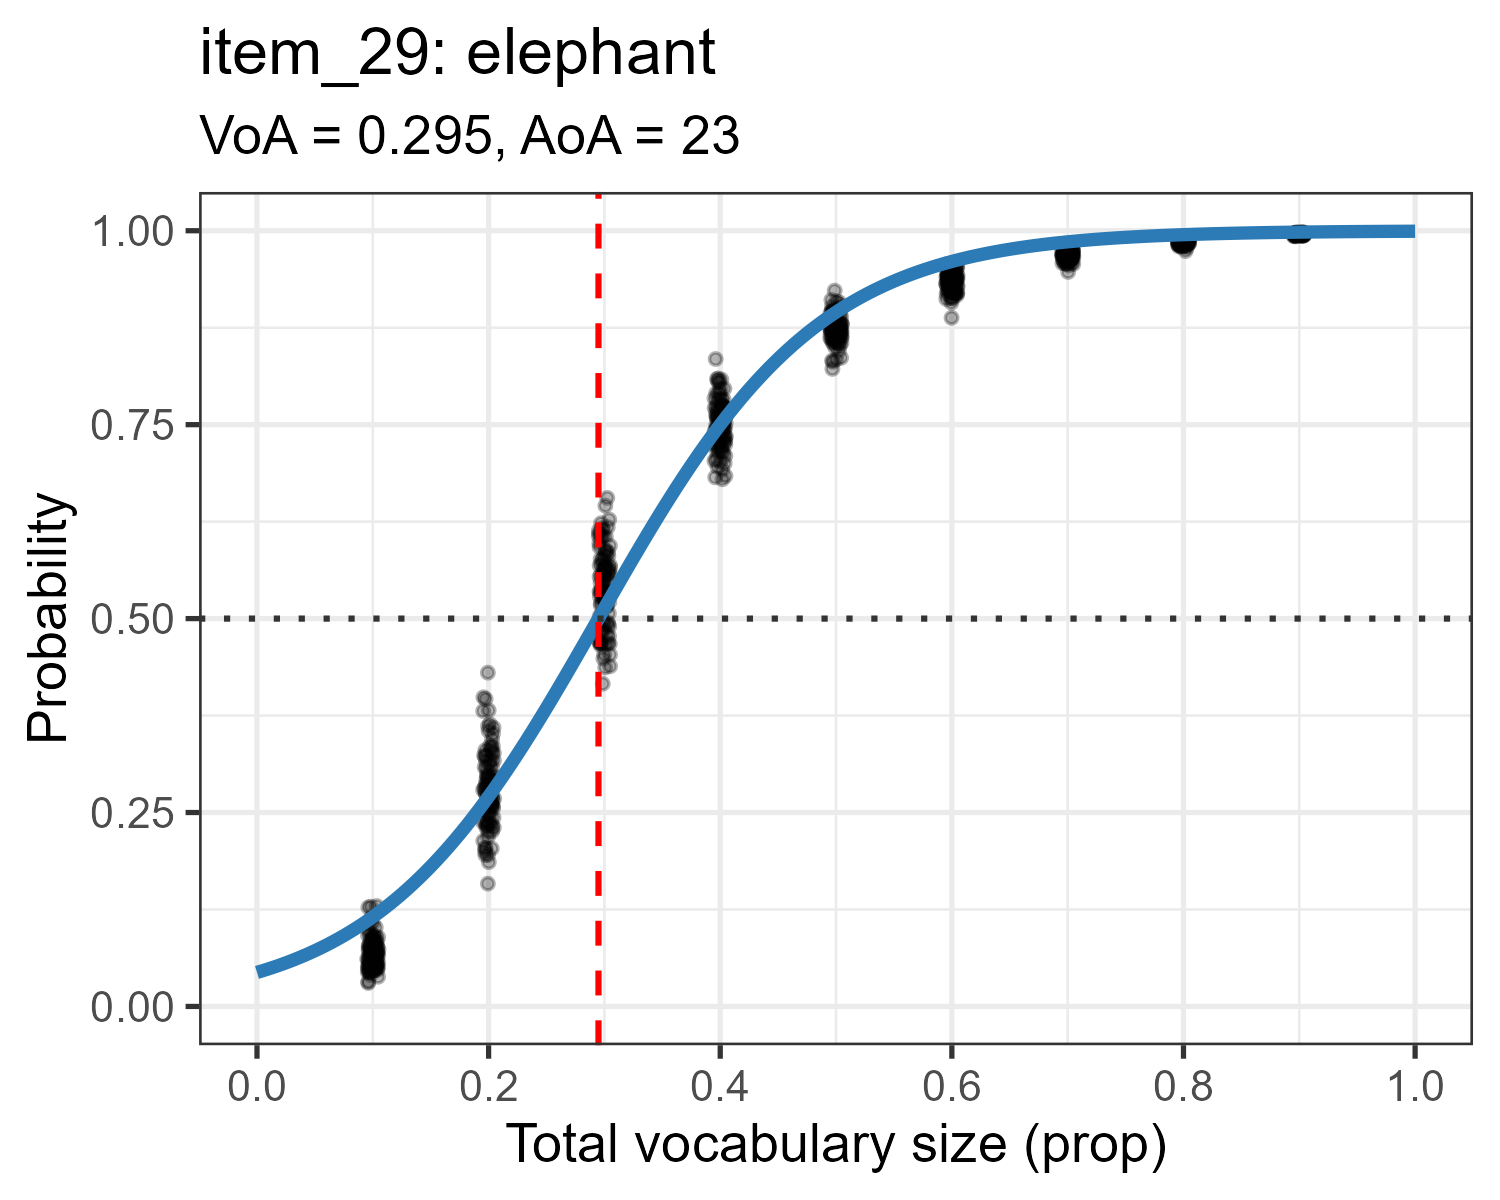 item_29: elephant
VoA = 0.295, AoA = 23
1.00
0.75
0.50
0.25
0.00
Probability
0.0 0.2 0.4 0.6 0.8 1.0
Total vocabulary size (prop)